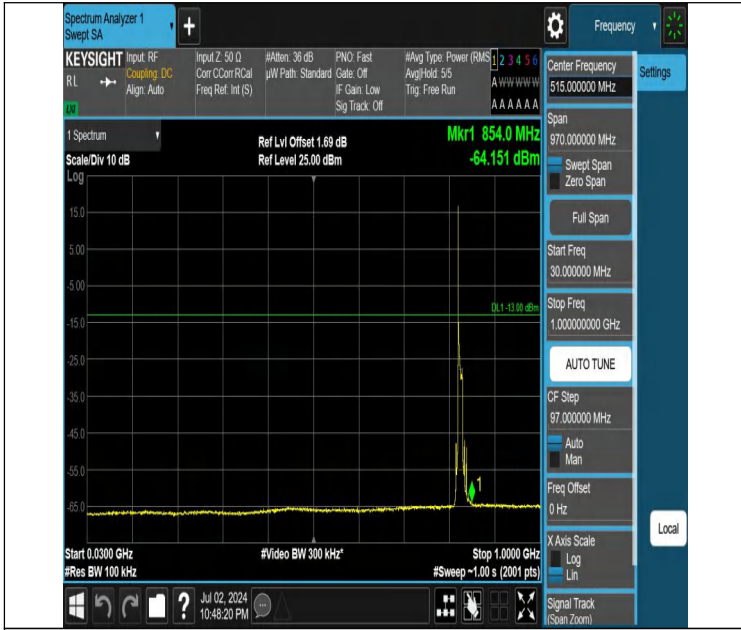 Spectrum Analyzer 1
Swept SA
+
Frequency
KEYSIGHT
R L
LXI
Input: RF
Coupling: DC
Align: Auto
Input Z: 50 Ω
Corr CCorr RCal
Freq Ref: Int (S)
#Atten: 36 dB
µW Path: Standard
PNO: Fast
Gate: Off
IF Gain: Low
Sig Track: Off
#Avg Type: Power (RMS
Avg|Hold: 5/5
Trig: Free Run
1 2 3 4 5 6
A W W W W W
A A A A A A
1 Spectrum
Scale/Div 10 dB
Log
Ref Lvl Offset 1.69 dB
Ref Level 25.00 dBm
Mkr1 854.0 MHz
-64.151 dBm
15.0
5.00
-5.00
DL1 -13.00 dBm
-15.0
-25.0
-35.0
-45.0
-55.0
1
-65.0
Start 0.0300 GHz
#Res BW 100 kHz
#Video BW 300 kHz*
Stop 1.0000 GHz
#Sweep ~1.00 s (2001 pts)
Jul 02, 2024
10:48:20 PM
?
Center Frequency
515.000000 MHz
Settings
Span
970.000000 MHz
Swept Span
Zero Span
Full Span
Start Freq
30.000000 MHz
Stop Freq
1.000000000 GHz
AUTO TUNE
CF Step
97.000000 MHz
Auto
Man
Freq Offset
0 Hz
X Axis Scale
Log
Lin
Signal Track
(Span Zoom)
Local